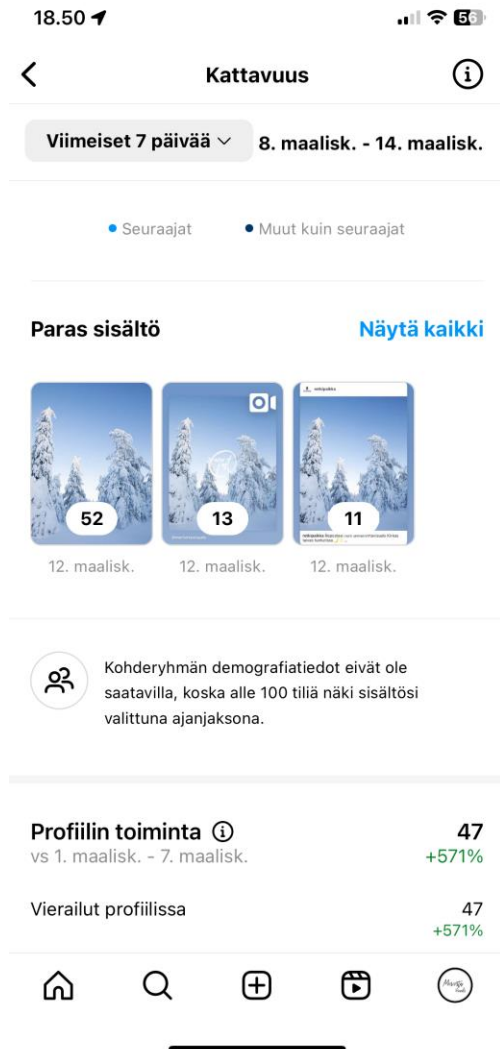 18.50
56
Kattavuus
Viimeiset 7 päivää
8. maalisk. - 14. maalisk.
Seuraajat
Muut kuin seuraajat
Paras sisältö
Näytä kaikki
52
13
11
12. maalisk.
12. maalisk.
12. maalisk.
Kohderyhmän demografiatiedot eivät ole
saatavilla, koska alle 100 tiliä näki sisältösi
valittuna ajanjaksona.
Profiilin toiminta
47
vs 1. maalisk. - 7. maalisk.
+571%
Vierailut profiilissa
47
+571%